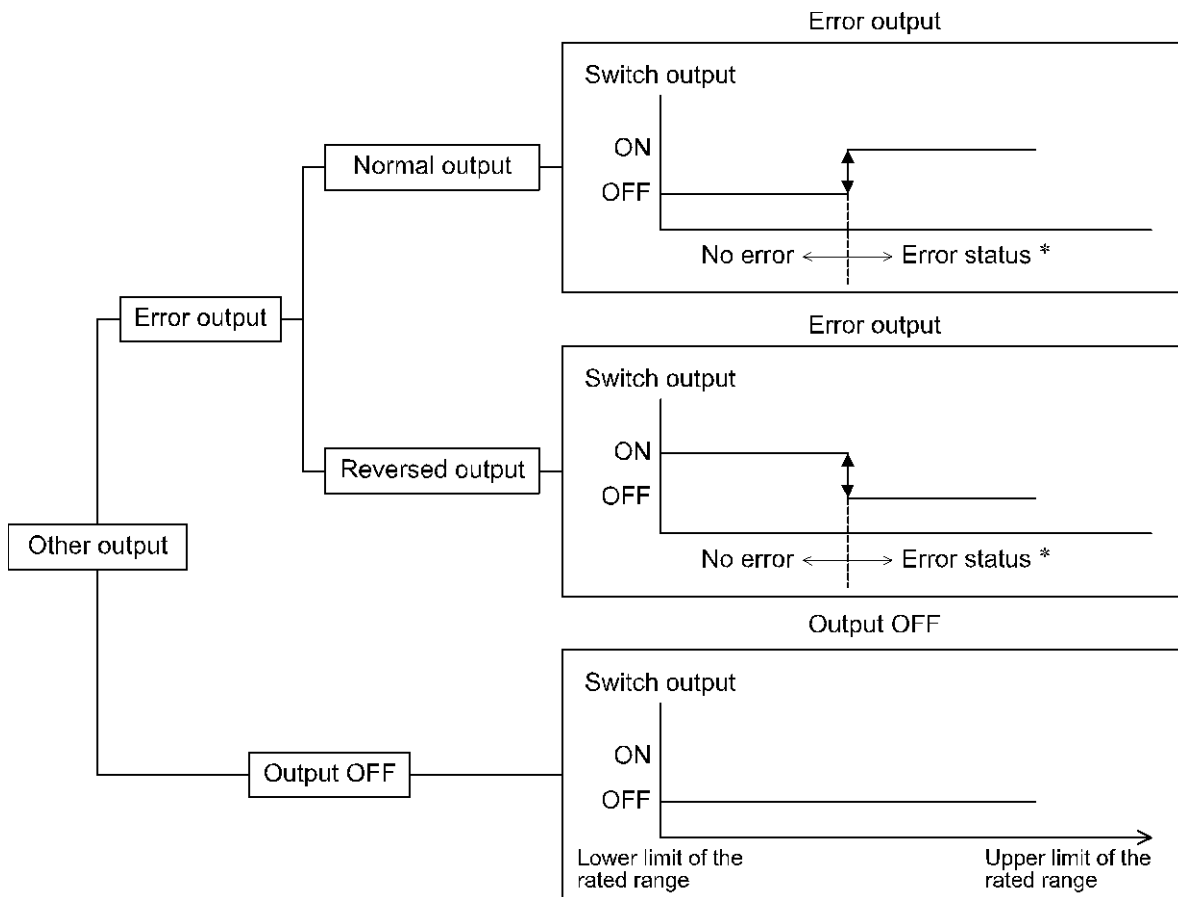 Error output
Switch output
ON
OFF
No error
Error status *
Normal output
Error output
Error output
Switch output
ON
OFF
No error
Error status *
Reversed output
Other output
Output OFF
Switch output
ON
OFF
Output OFF
Lower limit of the
rated range
Upper limit of the
rated range